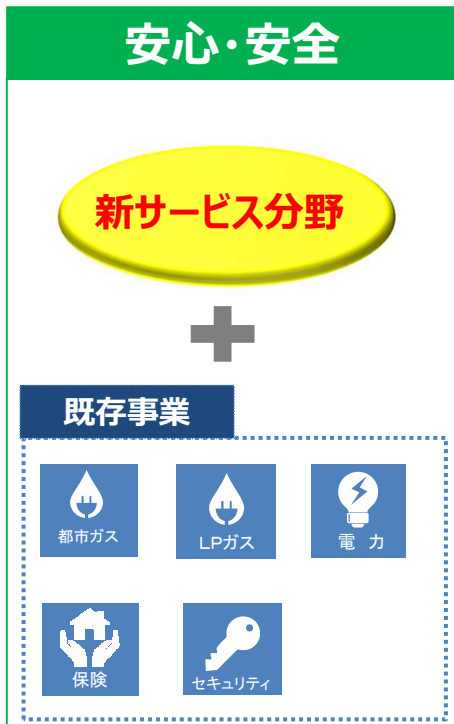 安心・安全
新サービス分野
既存事業
都市ガス
LPガス
電 力
保険
セキュリティ